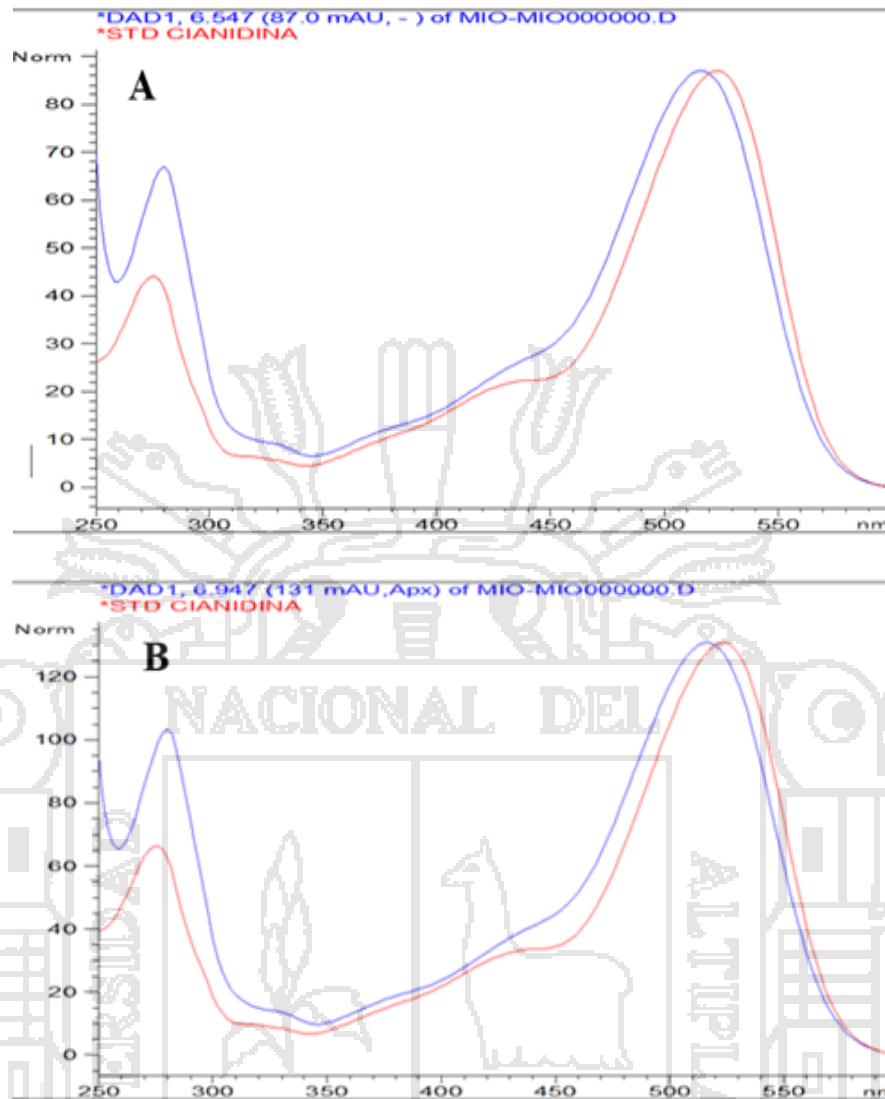 *DAD1, 6.547 (87.0 mAU, - ) of MIO-MIO000000.D
*STD CIANIDINA
Norm
A
80
70
60
50
40
30
20
10
0
250 300 350 400 450 500 550 nm
*DAD1, 6.947 (131 mAU,Apx) of MIO-MIO000000.D
*STD CIANIDINA
Norm
B
120
NACIONAL DEL
100
80
60
40
20
0
250 300 350 400 450 500 550 nm